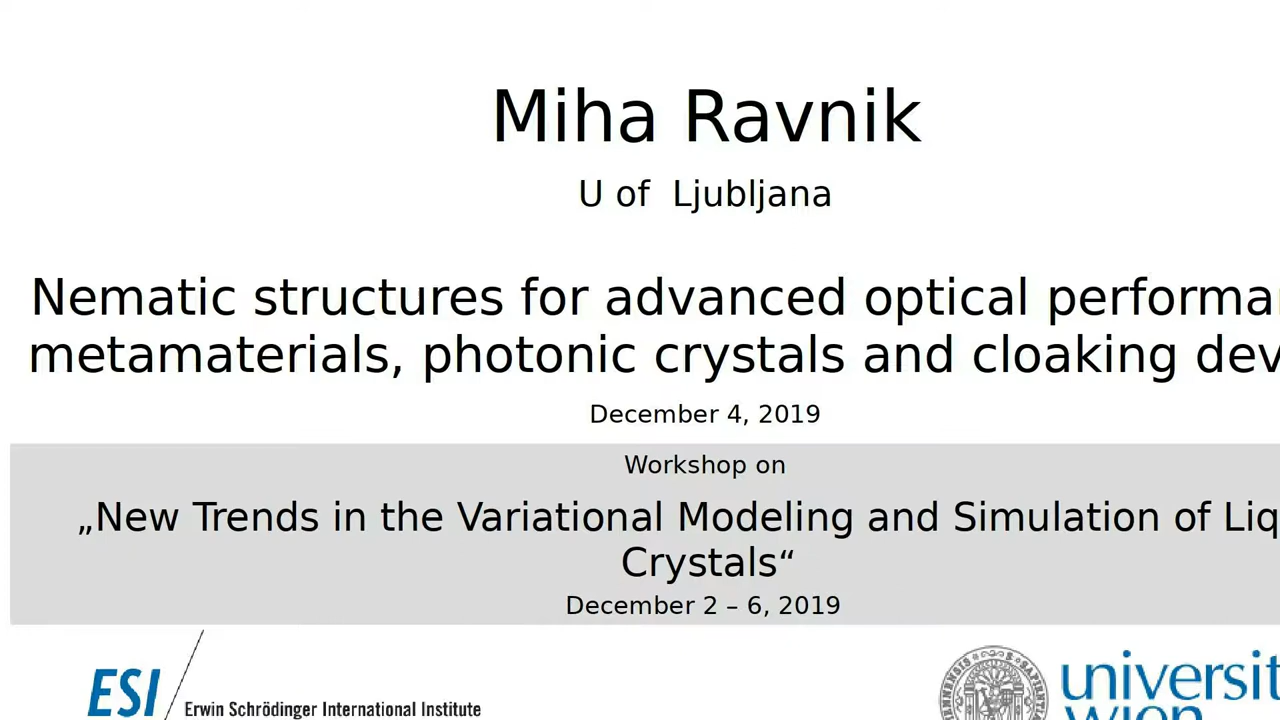 Miha Ravnik
U of  Ljubljana
Nematic structures for advanced optical performa
metamaterials, photonic crystals and cloaking dev
December 4, 2019
Workshop on
„New Trends in the Variational Modeling and Simulation of Liq
Crystals“
December 2 – 6, 2019
ESI
Erwin Schrödinger International Institute
universit
wien